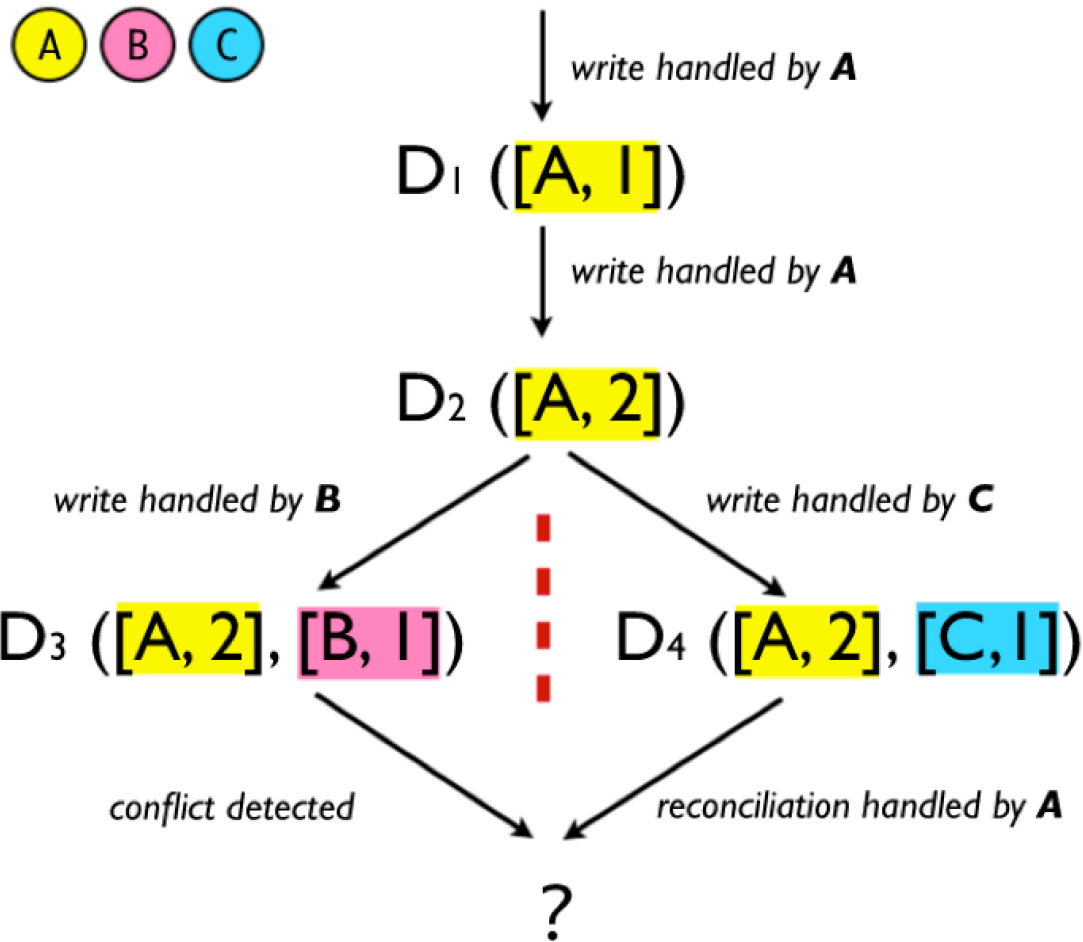 A B C
write handled by A
D1 ([A, 1])
write handled by A
D2 ([A, 2])
write handled by B
write handled by C
D3 ([A, 2], [B, 1])
D4 ([A, 2], [C,1])
conflict detected
reconciliation handled by A
?